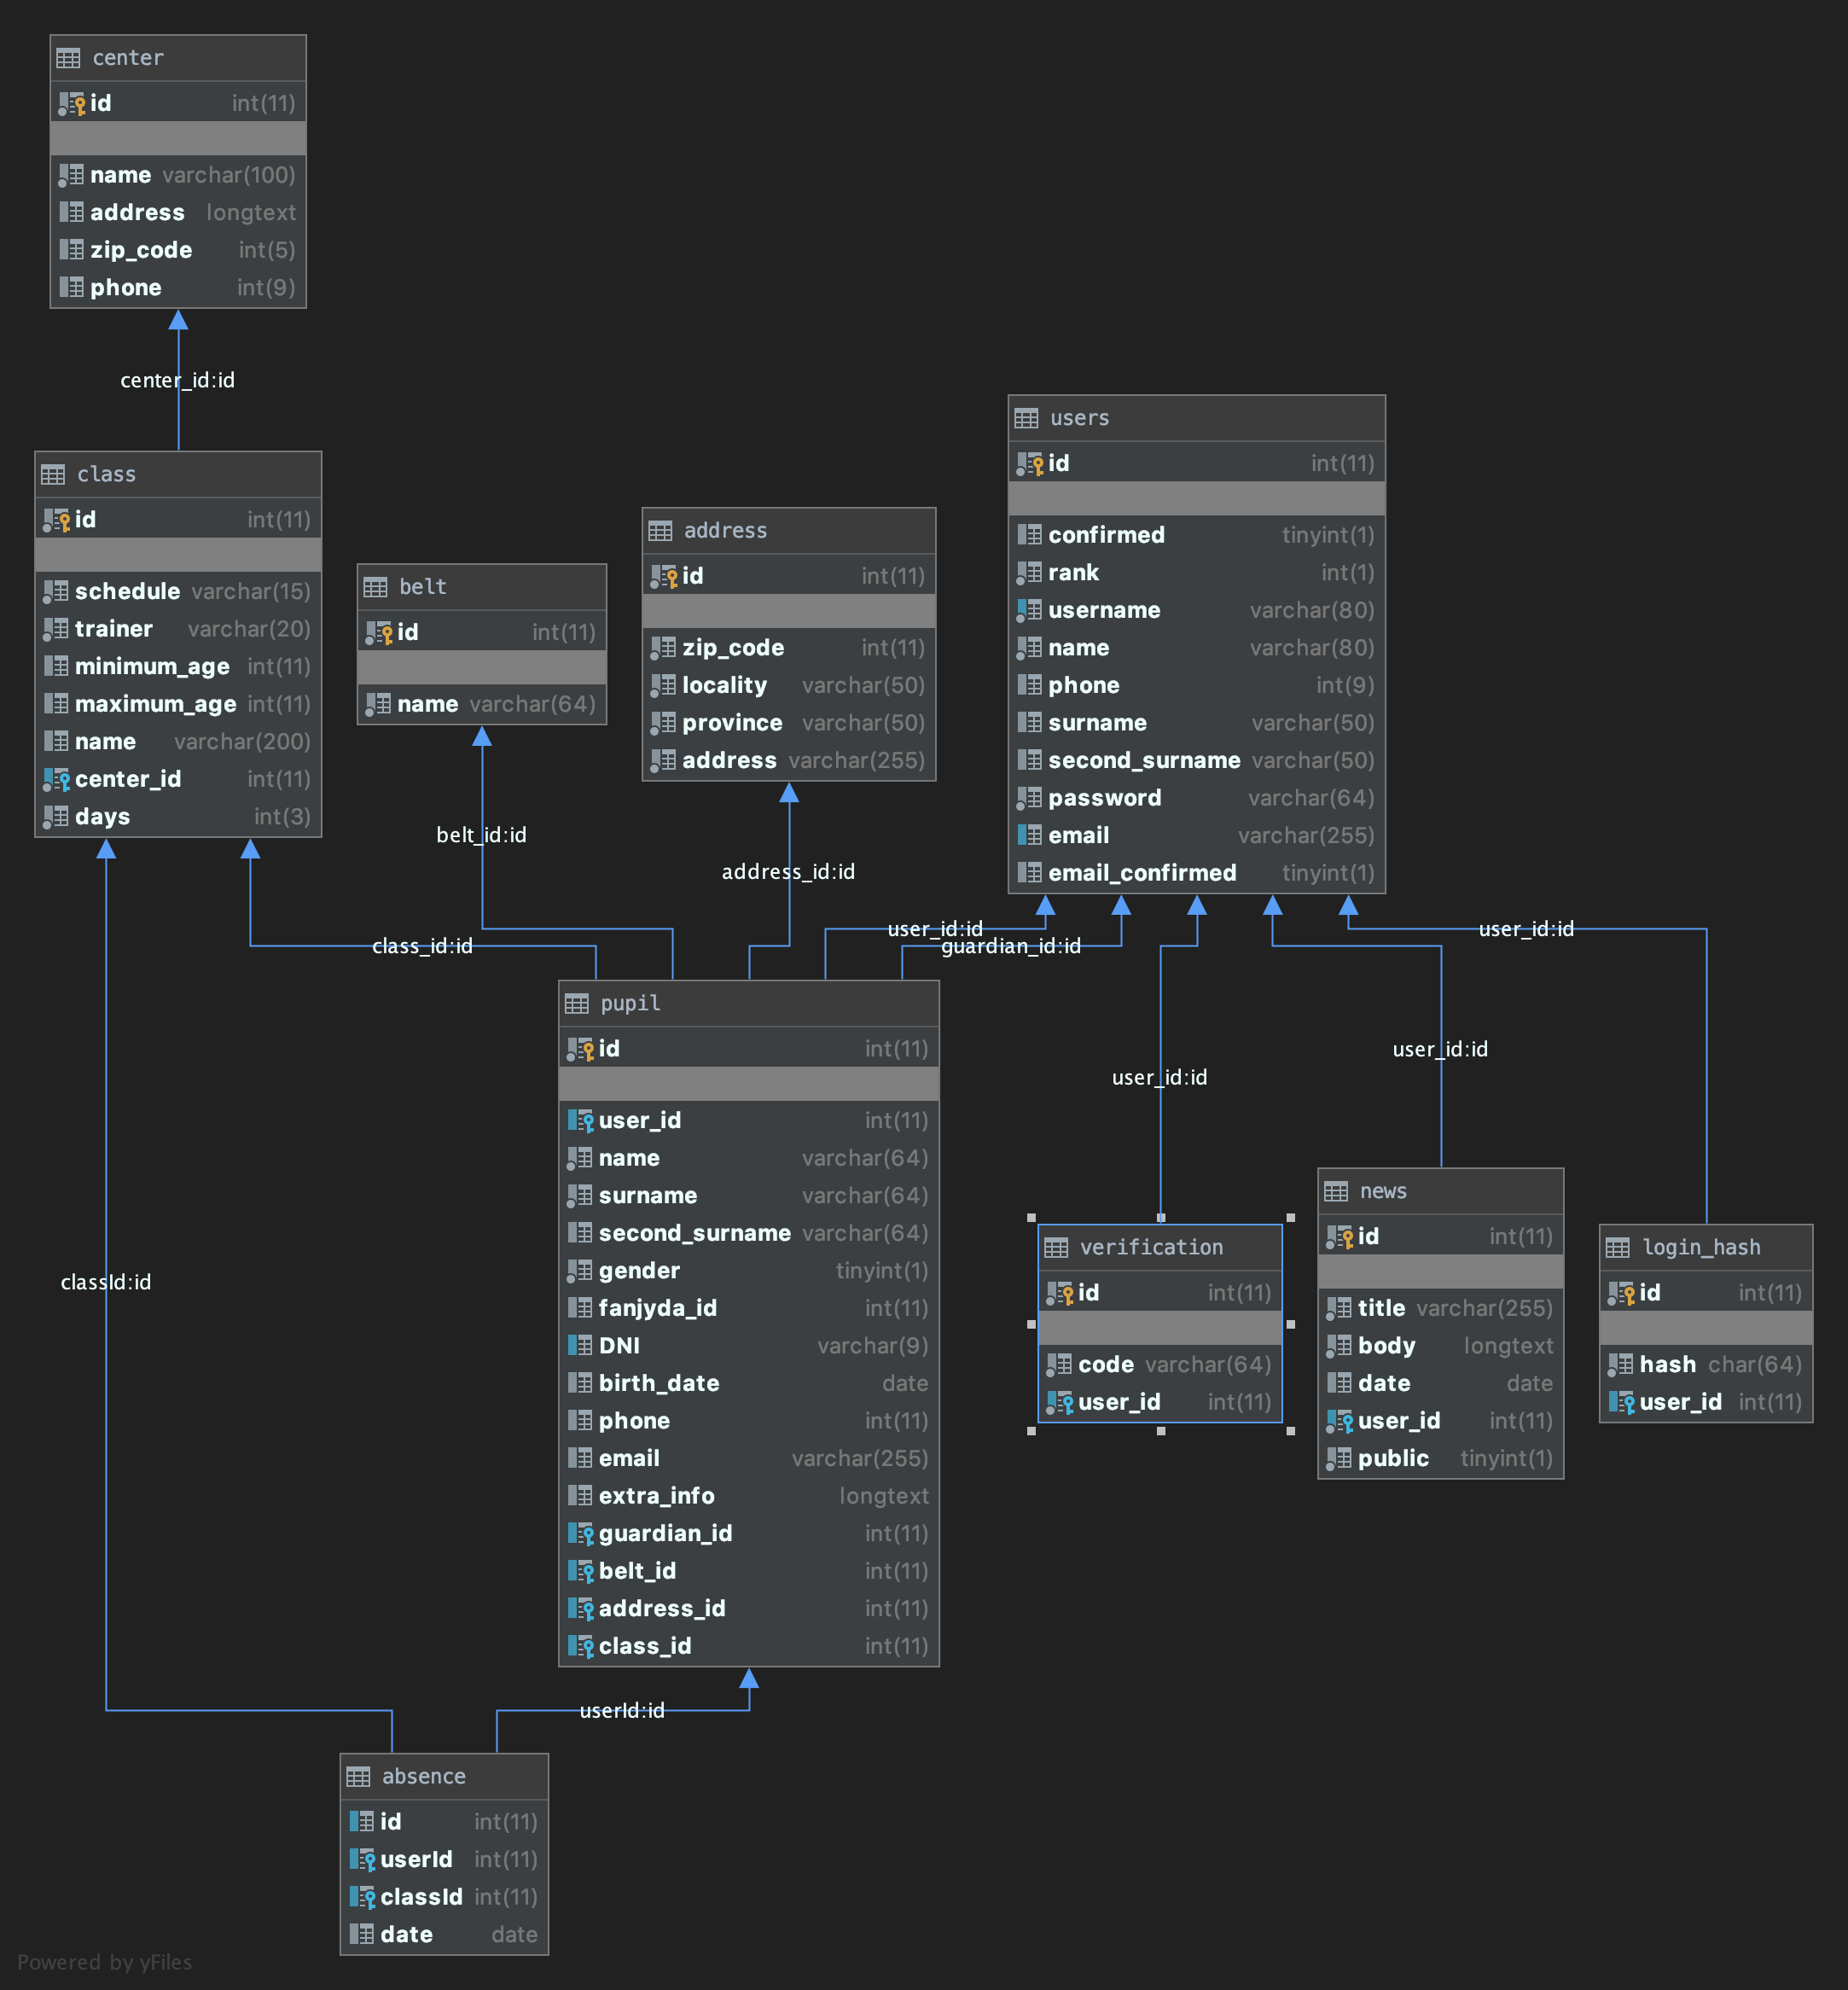 center
id int(11)
name varchar(100)
address longtext
zip_code int(5)
phone int(9)
center_id:id
class
id int(11)
schedule varchar(15)
trainer varchar(20)
minimum_age int(11)
maximum_age int(11)
name varchar(200)
center_id int(11)
days int(3)
belt
id int(11)
name varchar(64)
address
id int(11)
zip_code int(11)
locality varchar(50)
province varchar(50)
address varchar(255)
users
id int(11)
confirmed tinyint(1)
rank int(1)
username varchar(80)
name varchar(80)
phone int(9)
surname varchar(50)
second_surname varchar(50)
password varchar(64)
email varchar(255)
email_confirmed tinyint(1)
belt_id:id
address_id:id
class_id:id
user_id:id
guardian_id:id
user_id:id
user_id:id
user_id:id
classId:id
pupil
id int(11)
user_id int(11)
name varchar(64)
surname varchar(64)
second_surname varchar(64)
gender tinyint(1)
fanjyda_id int(11)
DNI varchar(9)
birth_date date
phone int(11)
email varchar(255)
extra_info longtext
guardian_id int(11)
belt_id int(11)
address_id int(11)
class_id int(11)
verification
id int(11)
code varchar(64)
user_id int(11)
news
id int(11)
title varchar(255)
body longtext
date date
user_id int(11)
public tinyint(1)
login_hash
id int(11)
hash char(64)
user_id int(11)
userId:id
absence
id int(11)
userId int(11)
classId int(11)
date date
Powered by yFiles